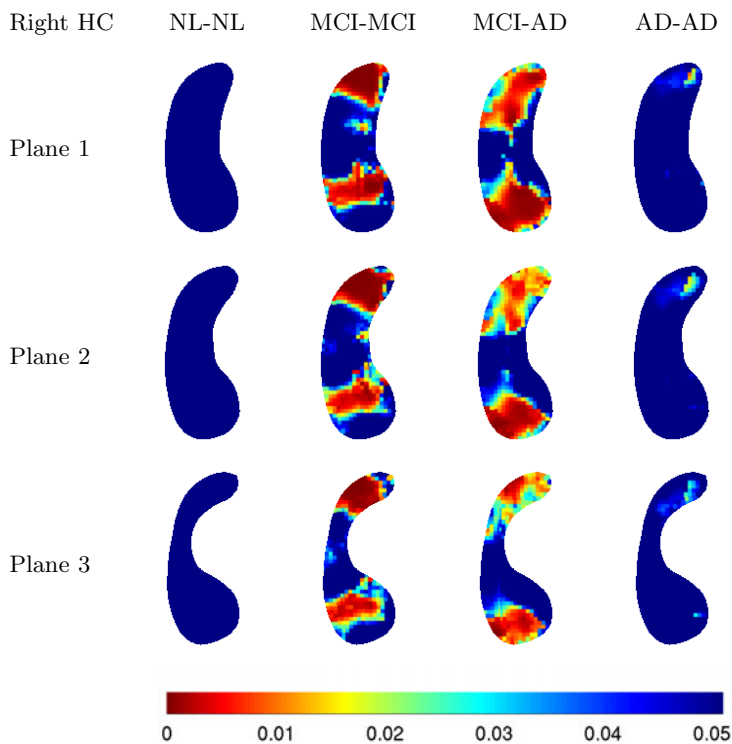 Right HC NL-NL MCI-MCI MCI-AD AD-AD
Plane 1
Plane 2
Plane 3
0 0.01 0.02 0.03 0.04 0.05